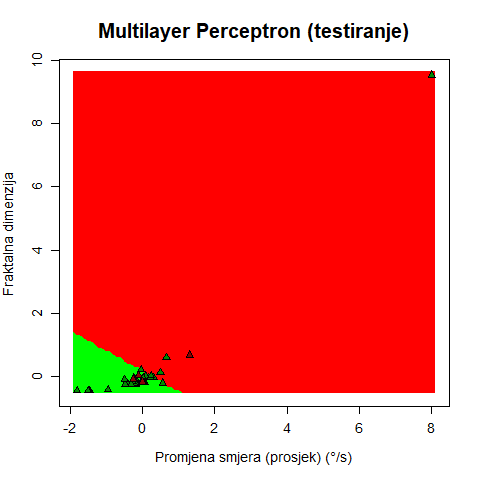 Multilayer Perceptron (testiranje)
Fraktalna dimenzija
10
8
6
4
2
0
-2 0 2 4 6 8
Promjena smjera (prosjek) (°/s)